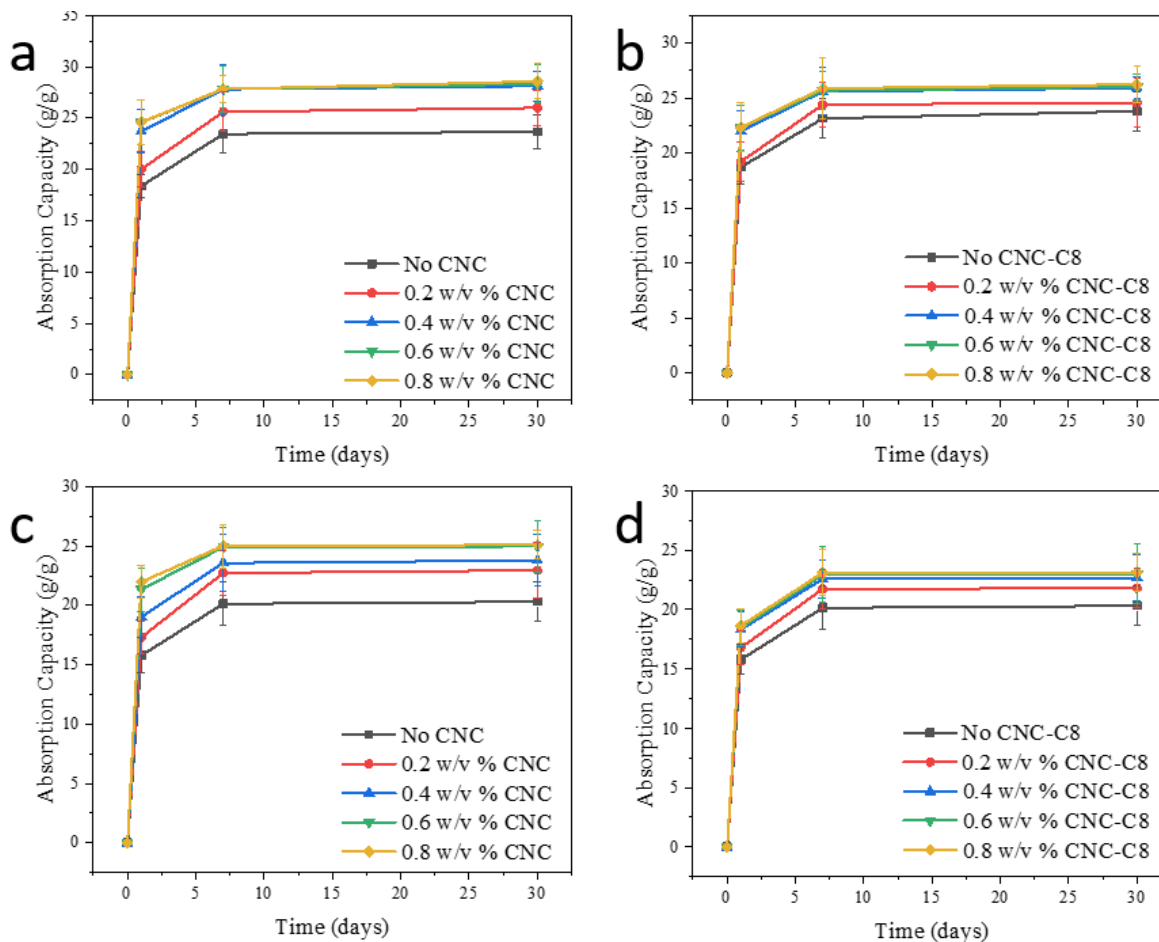 a
35
30
25
20
15
10
5
0
Absorption Capacity (g/g)
No CNC
0.2 w/v % CNC
0.4 w/v % CNC
0.6 w/v % CNC
0.8 w/v % CNC
0 5 10 15 20 25 30
Time (days)
b
30
25
20
15
10
5
0
Absorption Capacity (g/g)
No CNC-C8
0.2 w/v % CNC-C8
0.4 w/v % CNC-C8
0.6 w/v % CNC-C8
0.8 w/v % CNC-C8
0 5 10 15 20 25 30
Time (days)
c
30
25
20
15
10
5
0
Absorption Capacity (g/g)
No CNC
0.2 w/v % CNC
0.4 w/v % CNC
0.6 w/v % CNC
0.8 w/v % CNC
0 5 10 15 20 25 30
Time (days)
d
30
25
20
15
10
5
0
Absorption Capacity (g/g)
No CNC-C8
0.2 w/v % CNC-C8
0.4 w/v % CNC-C8
0.6 w/v % CNC-C8
0.8 w/v % CNC-C8
0 5 10 15 20 25 30
Time (days)